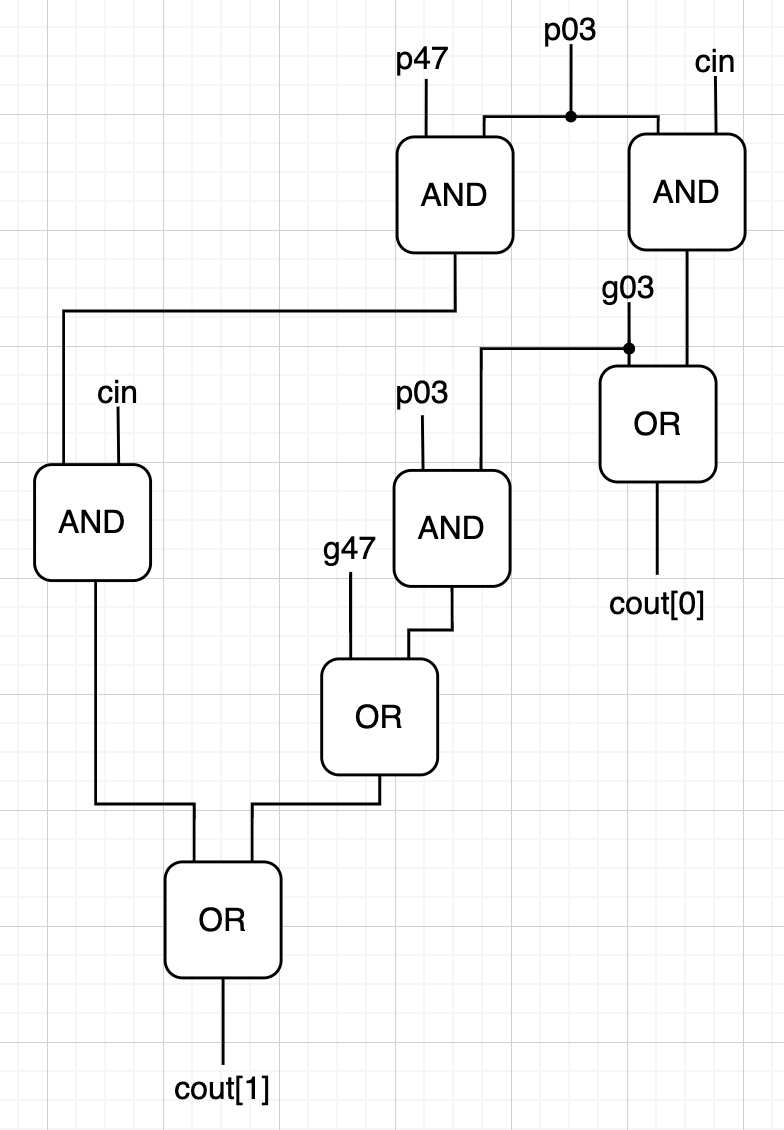 p03
p47
cin
AND
AND
g03
cin
p03
OR
AND
AND
g47
cout[0]
OR
OR
cout[1]